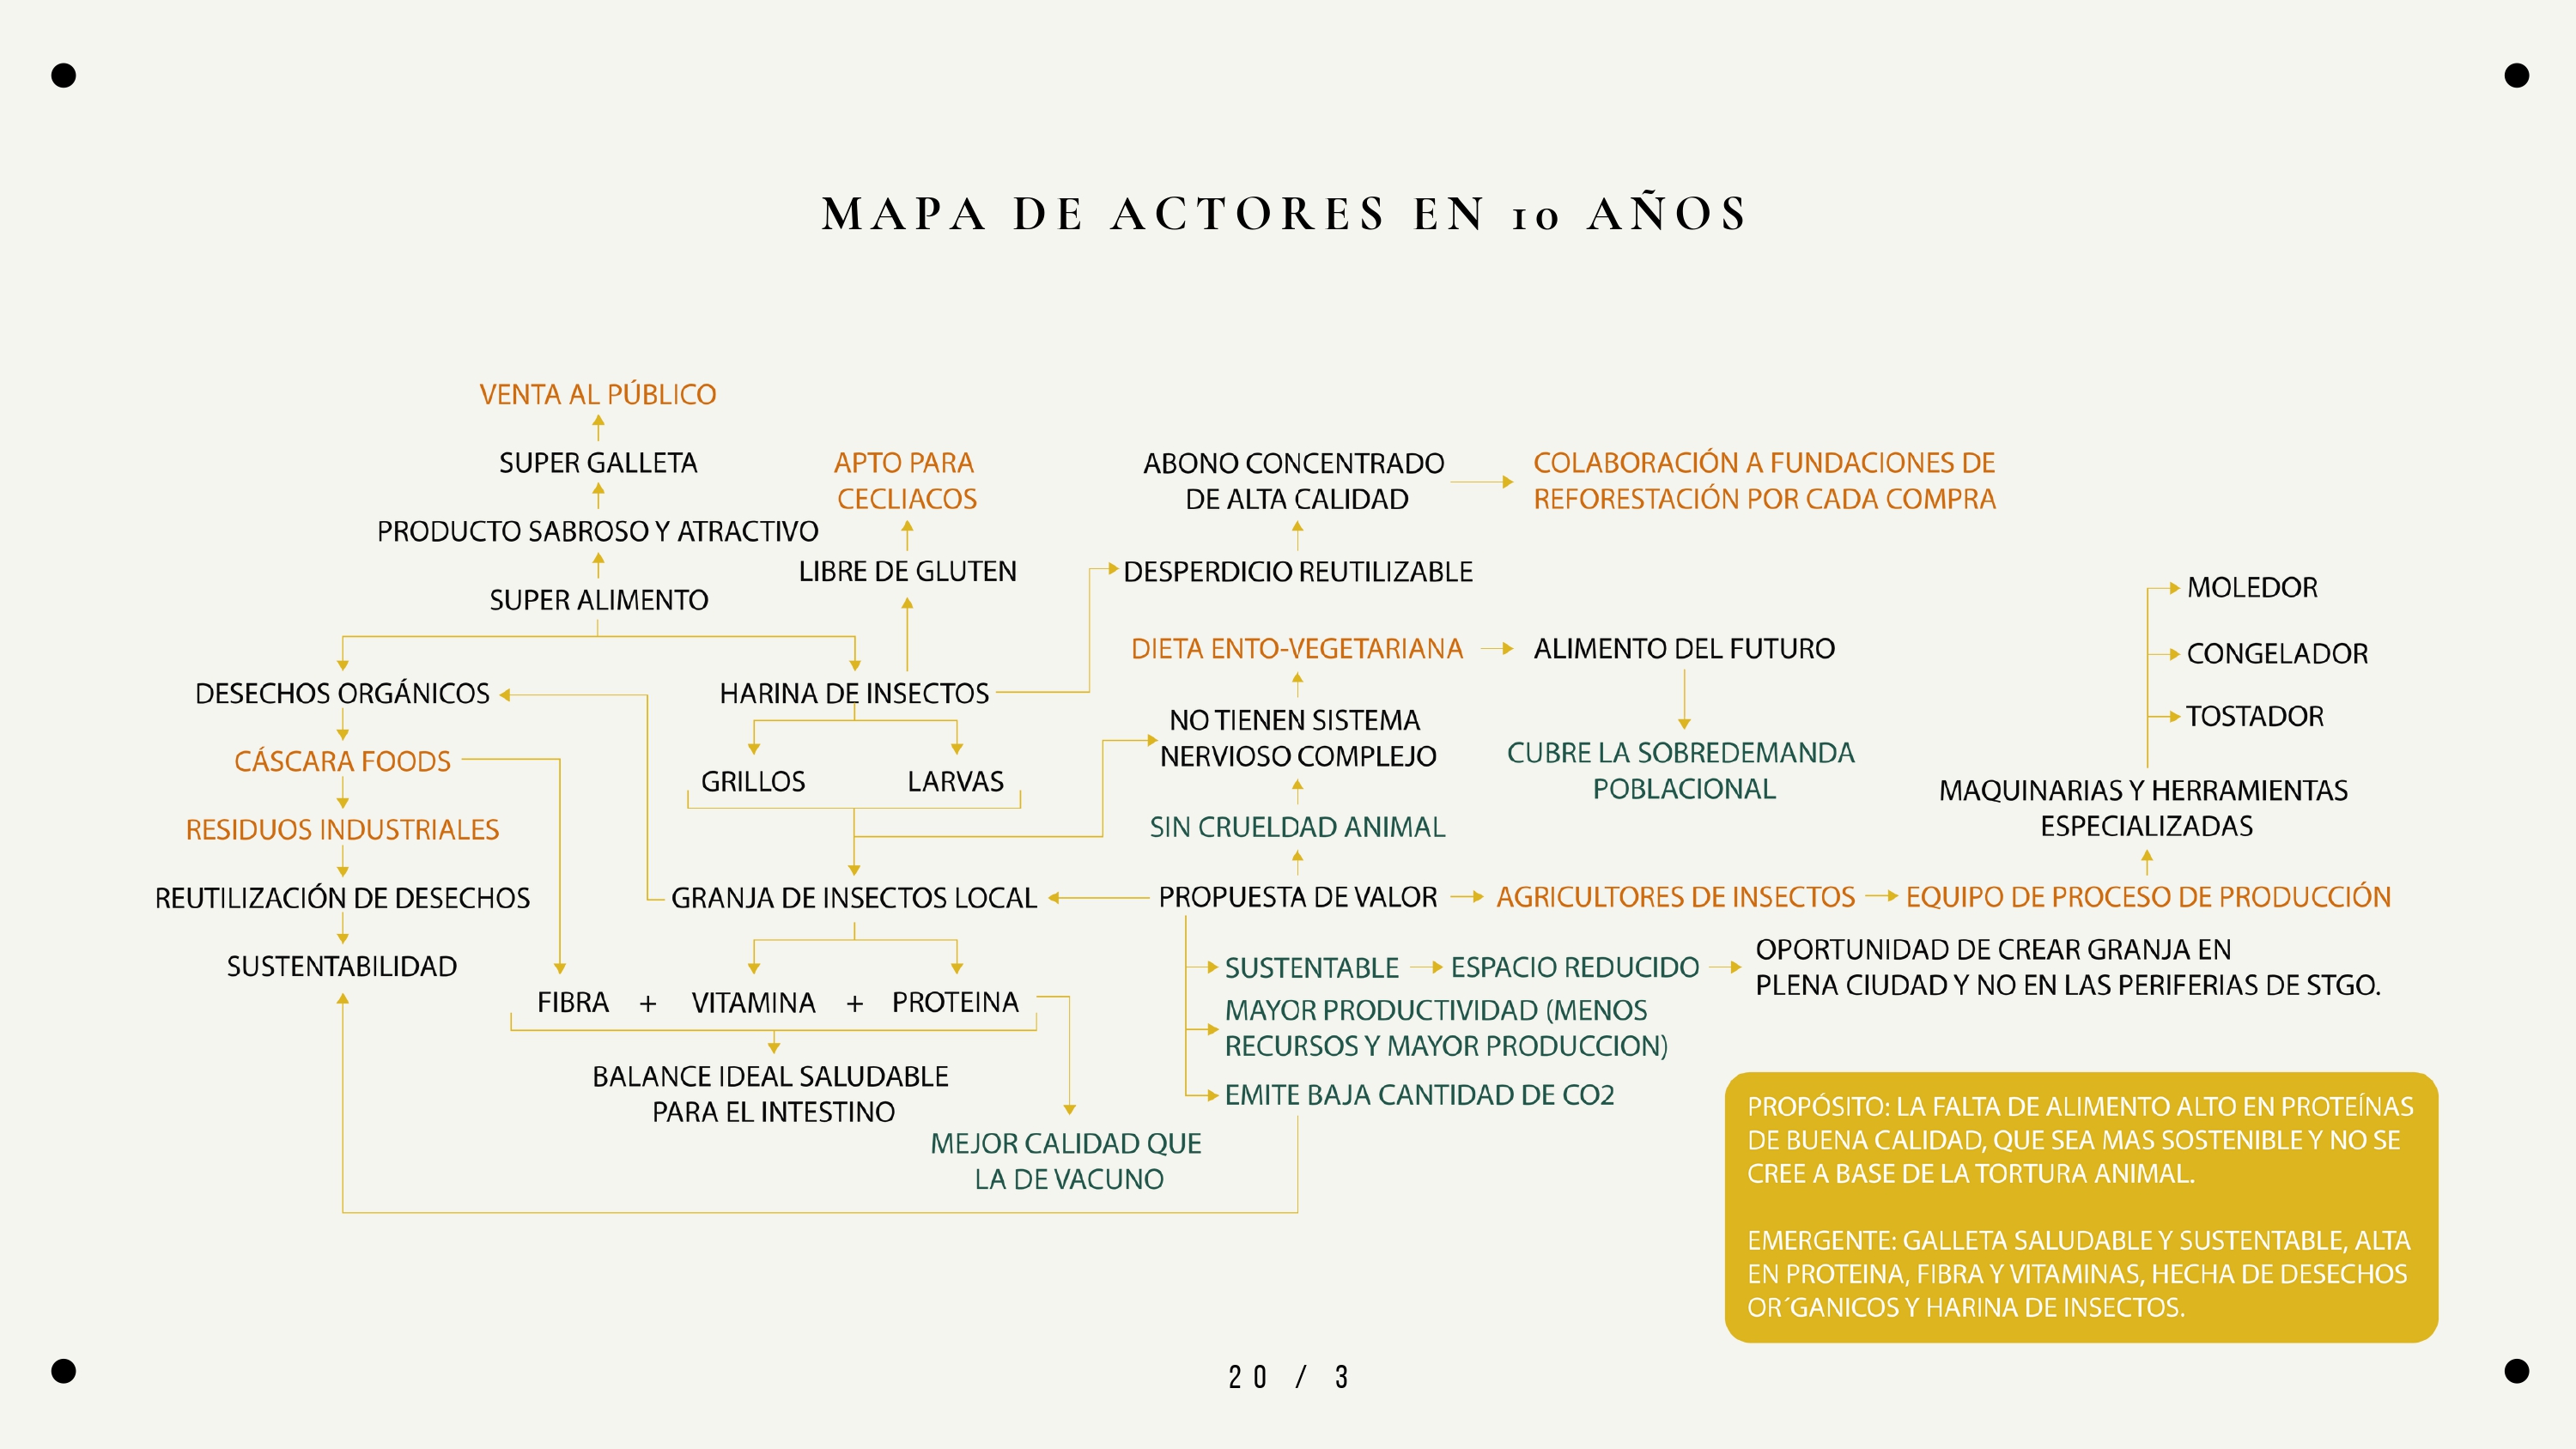 MAPA DE ACTORES EN 10 AÑOS
VENTA AL PÚBLICO
SUPER GALLETA
PRODUCTO SABROSO Y ATRACTIVO
SUPER ALIMENTO
APTO PARA
CECLIACOS
LIBRE DE GLUTEN
ABONO CONCENTRADO
DE ALTA CALIDAD
COLABORACIÓN A FUNDACIONES DE
REFORESTACIÓN POR CADA COMPRA
DESPERDICIO REUTILIZABLE
DIETA ENTO-VEGETARIANA
ALIMENTO DEL FUTURO
MOLEDOR
CONGELADOR
TOSTADOR
DESECHOS ORGÁNICOS
HARINA DE INSECTOS
NO TIENEN SISTEMA
NERVIOSO COMPLEJO
CUBRE LA SOBREDEMANDA
POBLACIONAL
MAQUINARIAS Y HERRAMIENTAS
ESPECIALIZADAS
CÁSCARA FOODS
GRILLOS
LARVAS
RESIDUOS INDUSTRIALES
SIN CRUELDAD ANIMAL
REUTILIZACIÓN DE DESECHOS
GRANJA DE INSECTOS LOCAL
PROPUESTA DE VALOR
AGRICULTORES DE INSECTOS
EQUIPO DE PROCESO DE PRODUCCIÓN
SUSTENTABILIDAD
SUSTENTABLE
ESPACIO REDUCIDO
OPORTUNIDAD DE CREAR GRANJA EN
PLENA CIUDAD Y NO EN LAS PERIFERIAS DE STGO.
FIBRA + VITAMINA + PROTEINA
MAYOR PRODUCTIVIDAD (MENOS
RECURSOS Y MAYOR PRODUCCION)
BALANCE IDEAL SALUDABLE
PARA EL INTESTINO
EMITE BAJA CANTIDAD DE CO2
MEJOR CALIDAD QUE
LA DE VACUNO
PROPÓSITO: LA FALTA DE ALIMENTO ALTO EN PROTEÍNAS
DE BUENA CALIDAD, QUE SEA MAS SOSTENIBLE Y NO SE
CREE A BASE DE LA TORTURA ANIMAL.
EMERGENTE: GALLETA SALUDABLE Y SUSTENTABLE, ALTA
EN PROTEINA, FIBRA Y VITAMINAS, HECHA DE DESECHOS
OR´GANICOS Y HARINA DE INSECTOS.
20 / 3